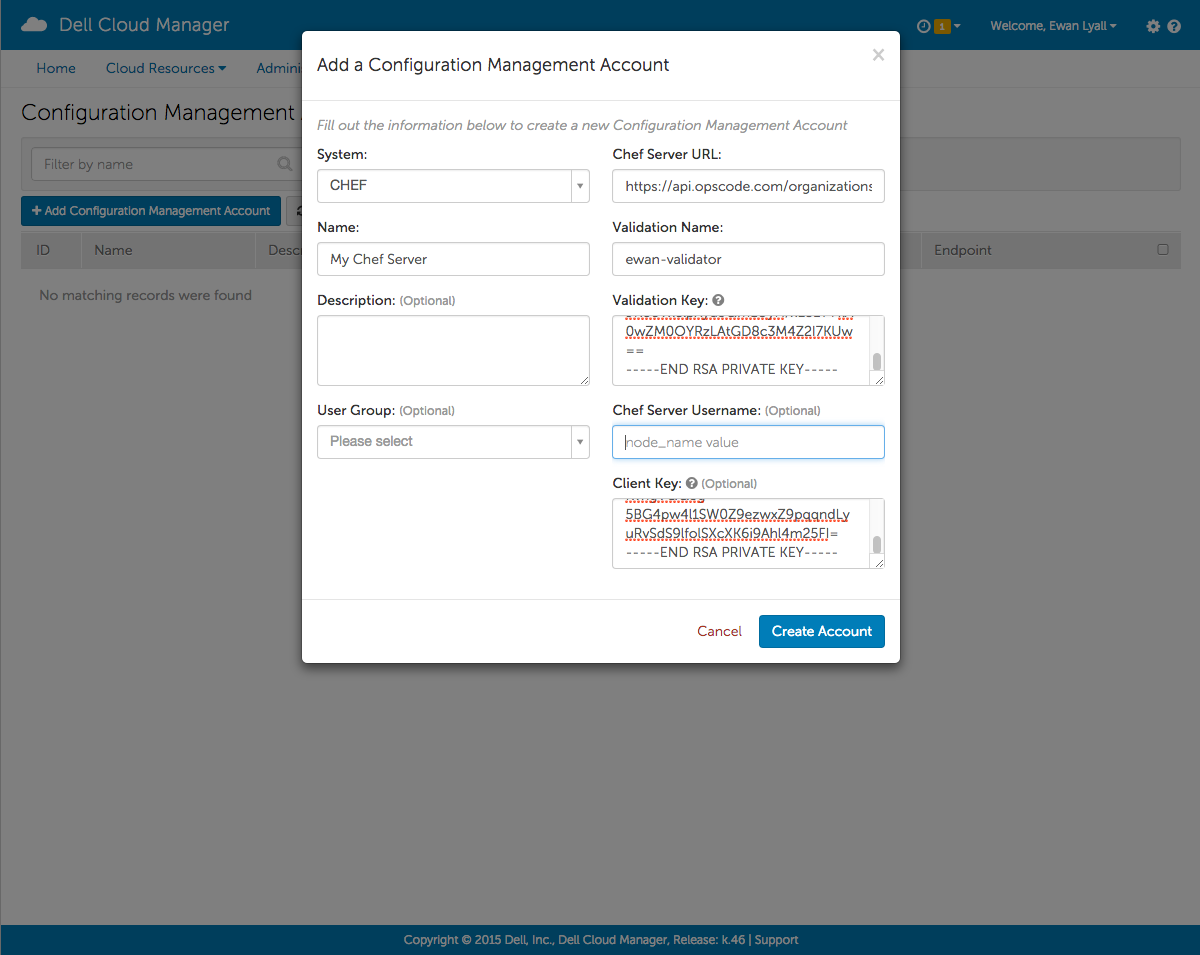 Dell Cloud Manager
1
Welcome, Ewan Lyall
Home
Cloud Resources
Admini
Configuration Management
Filter by name
+ Add Configuration Management Account
ID
Name
Descr
Endpoint
No matching records were found
Add a Configuration Management Account
×
Fill out the information below to create a new Configuration Management Account
System:
CHEF
Name:
My Chef Server
Description: (Optional)
User Group: (Optional)
Please select
Chef Server URL:
https://api.opscode.com/organizations
Validation Name:
ewan-validator
Validation Key: ?
0wZM0OYRzLAtGD8c3M4Z2I7KUw
==
-----END RSA PRIVATE KEY-----
Chef Server Username: (Optional)
node_name value
Client Key: ? (Optional)
5BG4pw4l1SW0Z9ezwxZ9pqqndLy
uRvSdS9lfolSXcXK6i9Ahl4m25FI=
-----END RSA PRIVATE KEY-----
Cancel
Create Account
Copyright © 2015 Dell, Inc., Dell Cloud Manager, Release: k.46 | Support